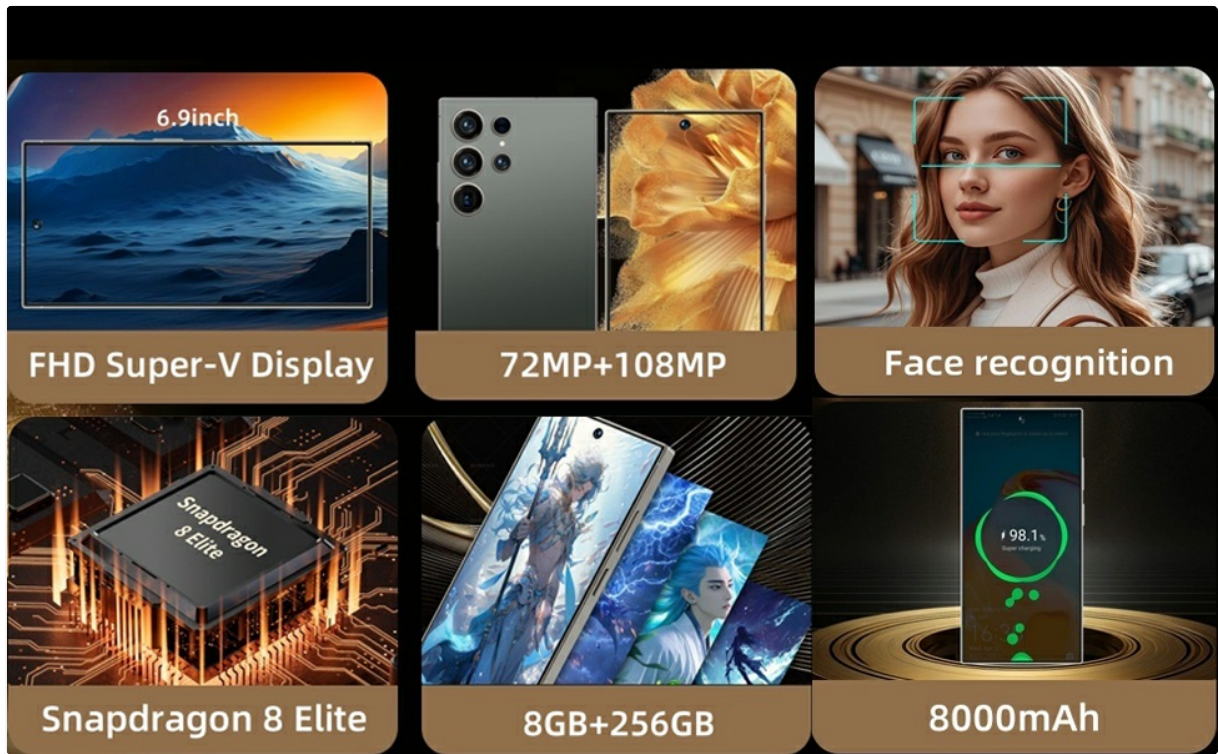 6.9inch
FHD Super-V Display
72MP+108MP
Face recognition
Snapdragon
8 Elite
Snapdragon 8 Elite
8GB+256GB
98.1%
Super charging
8000mAh